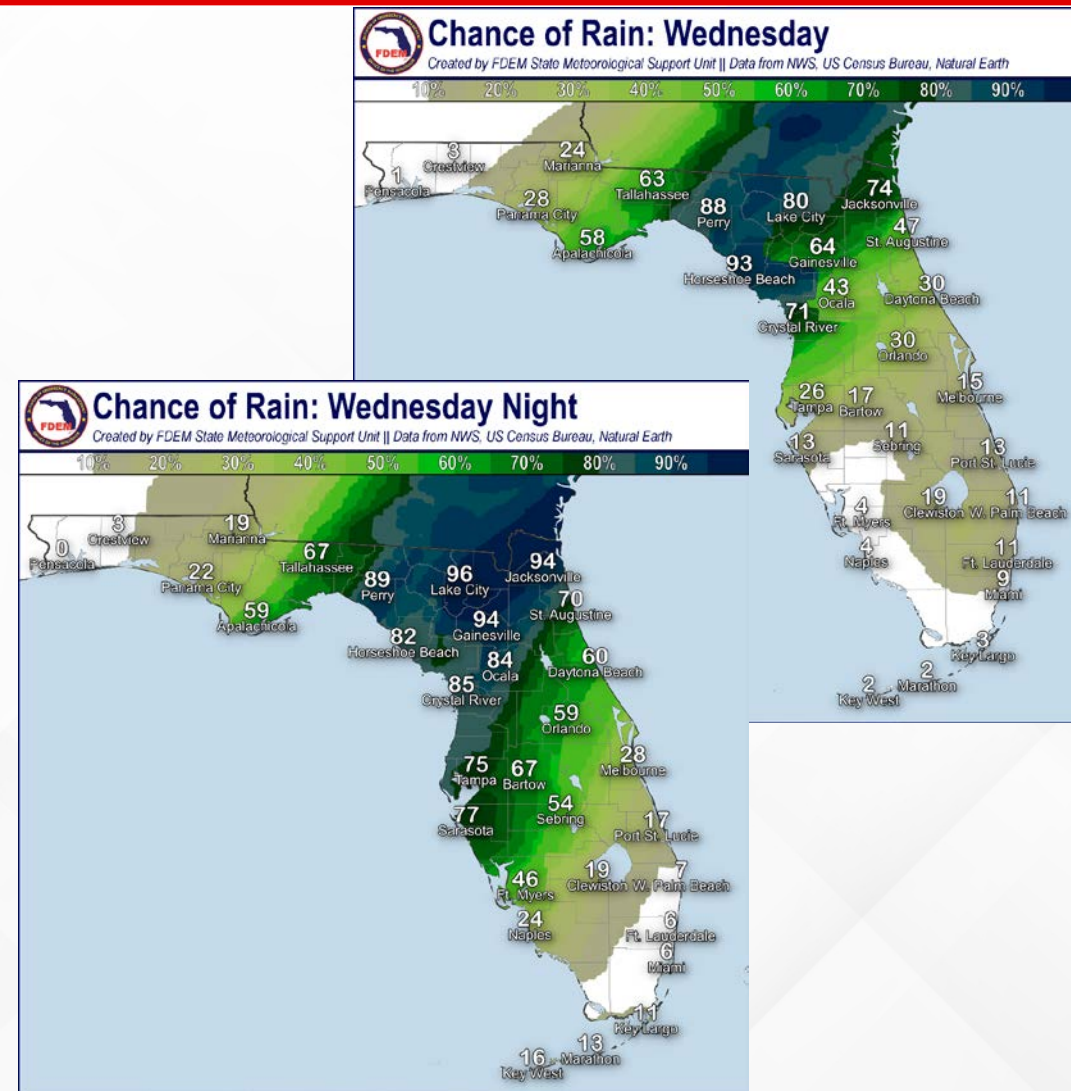 FDEM
Chance of Rain: Wednesday
Created by FDEM State Meteorological Support Unit || Data from NWS, US Census Bureau, Natural Earth
10% 20% 30% 40% 50% 60% 70% 80% 90%
3
Crestview
24
Marianna
1
Pensacola
63
Tallahassee
28
Panama City
88
Perry
80
Lake City
74
Jacksonville
58
Apalachicola
47
St. Augustine
64
Gainesville
93
Horseshoe Beach
43
Ocala
30
Daytona Beach
71
Crystal River
30
Orlando
26
Tampa
17
Bartow
15
Melbourne
13
Sarasota
11
Sebring
13
Port St. Lucie
4
Ft. Myers
19
Clewiston
11
W. Palm Beach
4
Naples
11
Ft. Lauderdale
9
Miami
3
Key Largo
2
Marathon
2
Key West
FDEM
Chance of Rain: Wednesday Night
Created by FDEM State Meteorological Support Unit || Data from NWS, US Census Bureau, Natural Earth
10% 20% 30% 40% 50% 60% 70% 80% 90%
3
Crestview
19
Marianna
0
Pensacola
67
Tallahassee
22
Panama City
89
Perry
96
Lake City
94
Jacksonville
59
Apalachicola
70
St. Augustine
94
Gainesville
82
Horseshoe Beach
84
Ocala
60
Daytona Beach
85
Crystal River
59
Orlando
75
Tampa
67
Bartow
28
Melbourne
77
Sarasota
54
Sebring
17
Port St. Lucie
46
Ft. Myers
19
Clewiston
7
W. Palm Beach
24
Naples
6
Ft. Lauderdale
6
Miami
11
Key Largo
13
Marathon
16
Key West